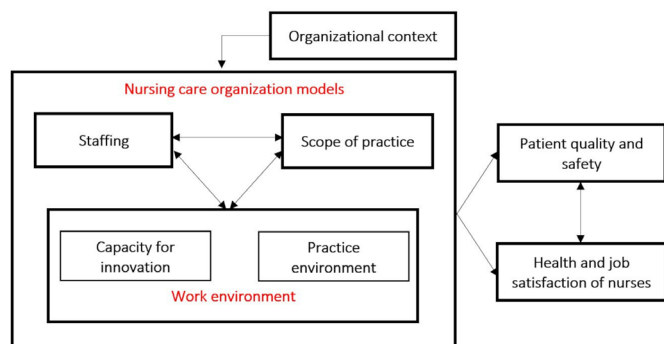 Organizational context
Nursing care organization models
Staffing
Scope of practice
Capacity for
innovation
Practice
environment
Work environment
Patient quality and
safety
Health and job
satisfaction of nurses